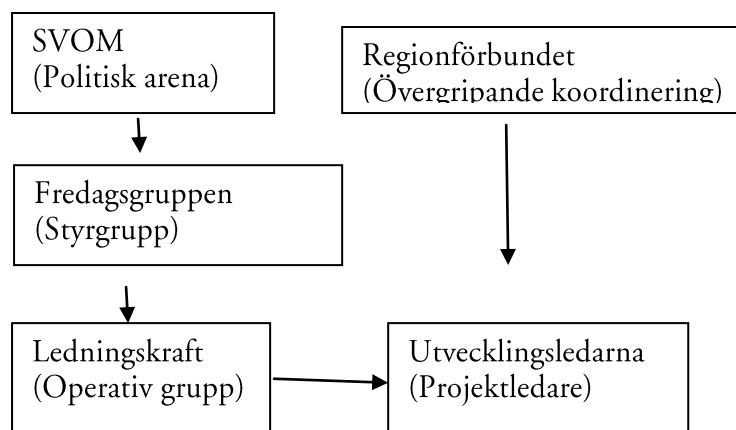 SVOM
(Politisk arena)
Regionförbundet
(Övergripande koordinering)
Fredagsgruppen
(Styrgrupp)
Ledningskraft
(Operativ grupp)
Utvecklingsledarna
(Projektledare)